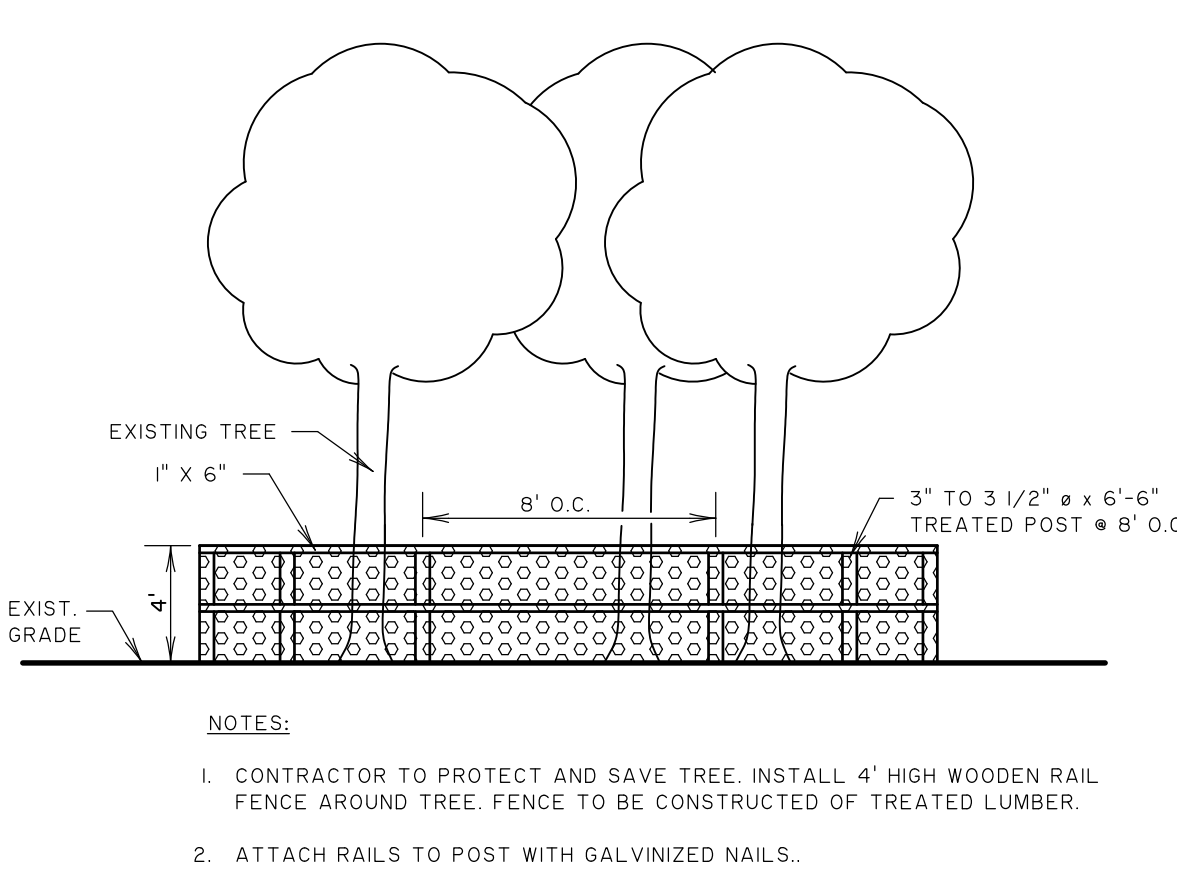 EXISTING TREE
1" X 6"
8' O.C.
3" TO 3 1/2" ø x 6'-6"
TREATED POST @ 8' O.C
4'
EXIST.
GRADE
NOTES:
1. CONTRACTOR TO PROTECT AND SAVE TREE. INSTALL 4' HIGH WOODEN RAIL
FENCE AROUND TREE. FENCE TO BE CONSTRUCTED OF TREATED LUMBER.
2. ATTACH RAILS TO POST WITH GALVINIZED NAILS..